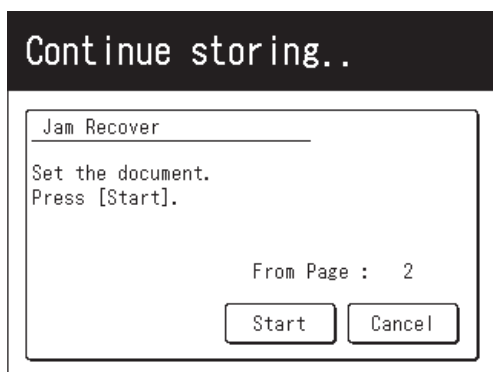 Continue storing..
Jam Recover
Set the document.
Press [Start].
From Page : 2
Start Cancel